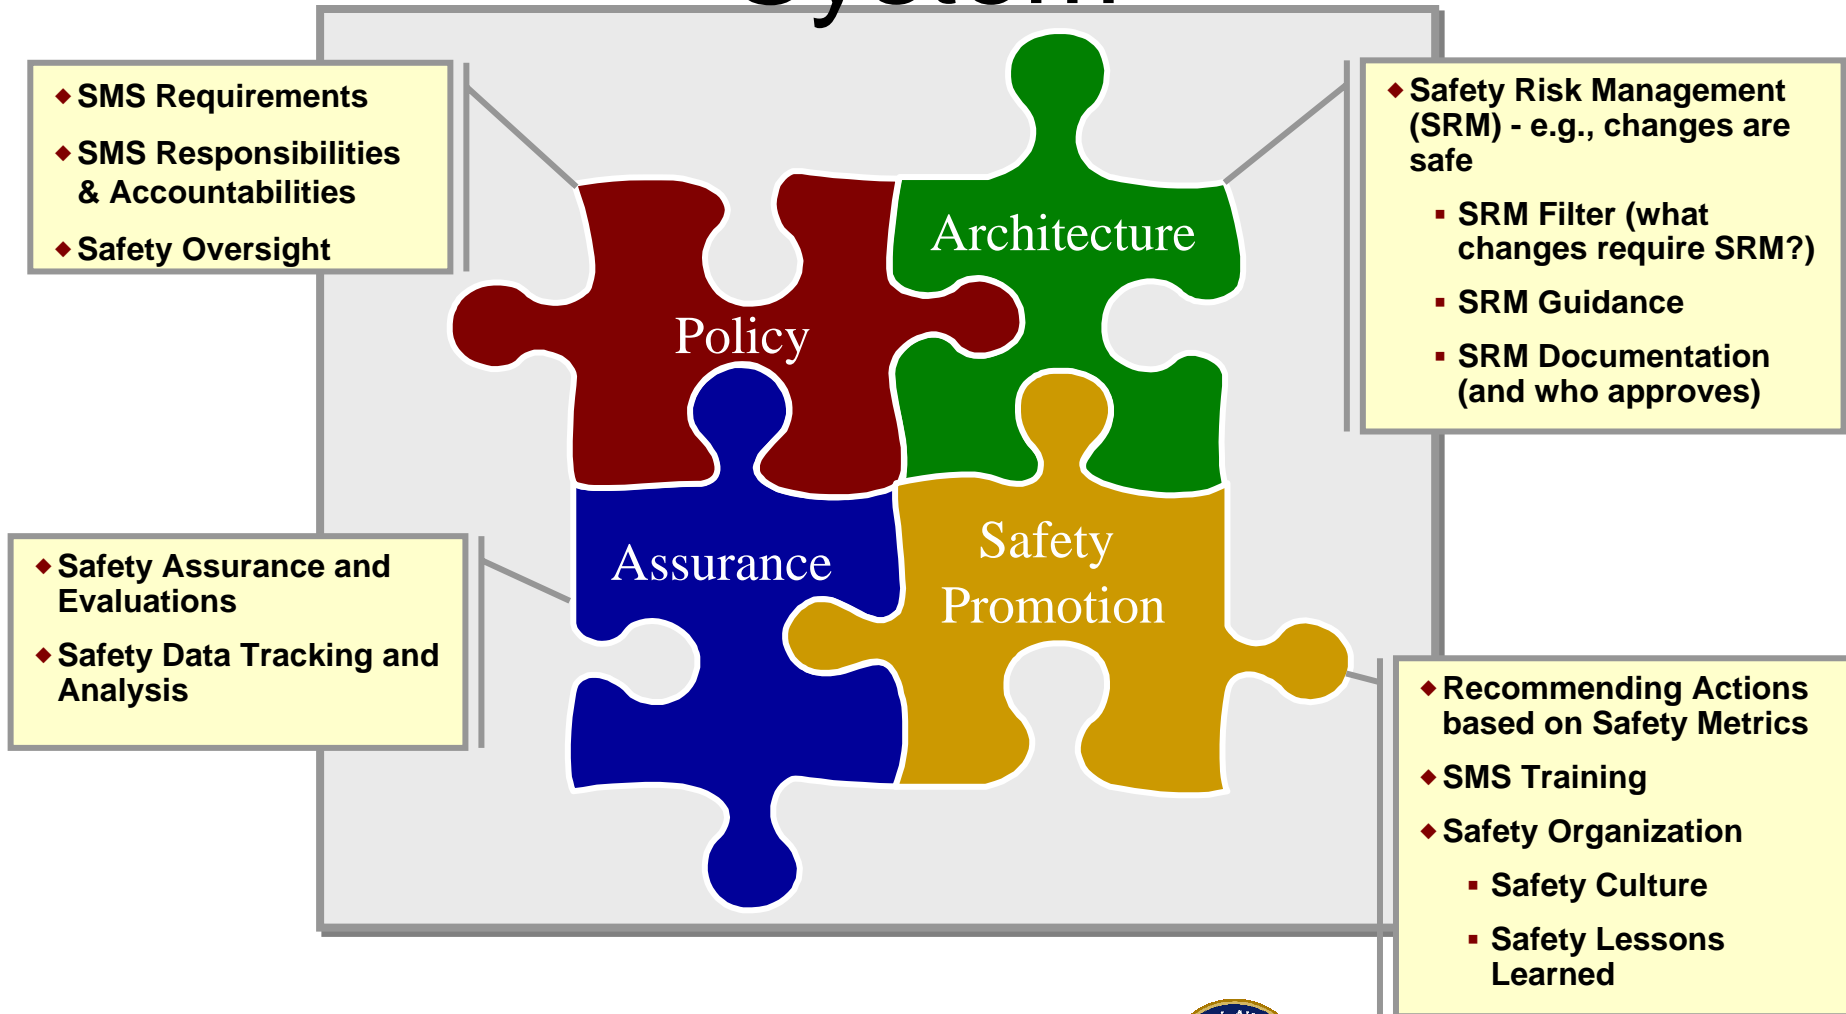 System
◆ SMS Requirements
◆ SMS Responsibilities
& Accountabilities
◆ Safety Oversight
◆ Safety Risk Management
(SRM) - e.g., changes are
safe
▪ SRM Filter (what
changes require SRM?)
▪ SRM Guidance
▪ SRM Documentation
(and who approves)
Architecture
Policy
Assurance
Safety
Promotion
◆ Safety Assurance and
Evaluations
◆ Safety Data Tracking and
Analysis
◆ Recommending Actions
based on Safety Metrics
◆ SMS Training
◆ Safety Organization
▪ Safety Culture
▪ Safety Lessons
Learned